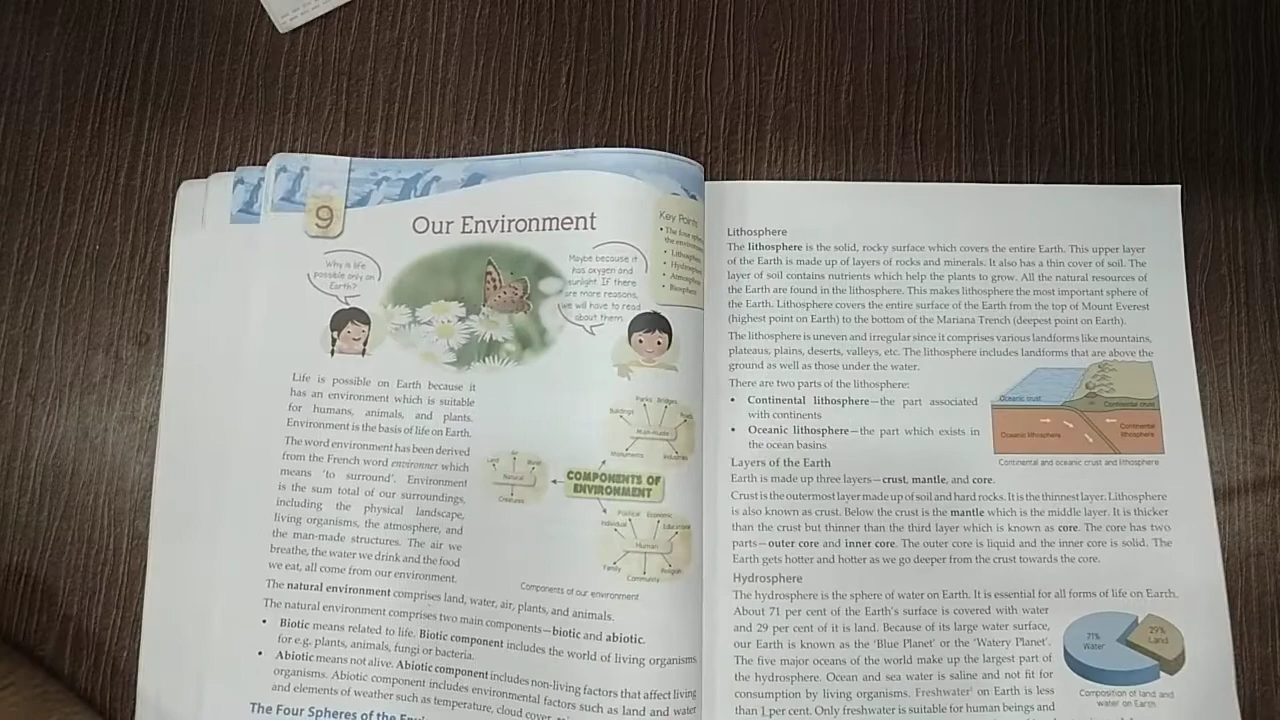 9
Our Environment
Why is life
possible only on
Earth?
Maybe because it
has oxygen and
sunlight. If there
are more reasons,
we will have to read
about them.
Key Points
• The four
the environ
• Lithosph
• Hydrosph
• Atmosph
• Biosphere
Life is possible on Earth because it
has an environment which is suitable
for humans, animals, and plants.
Environment is the basis of life on Earth.
The word environment has been derived
from the French word environner which
means 'to surround'. Environment
is the sum total of our surroundings,
including the physical landscape,
living organisms, the atmosphere, and
the man-made structures. The air we
breathe, the water we drink and the food
we eat, all come from our environment.
Parks Bridges
Buildings
Roads
Man-made
Monuments
Industries
Air
Land
Water
Natural
Creatures
COMPONENTS OF
ENVIRONMENT
Political Economic
Individual
Educational
Human
Family
Religion
Community
Components of our environment
The natural environment comprises land, water, air, plants, and animals.
The natural environment comprises two main components—biotic and abiotic.
• Biotic means related to life. Biotic component includes the world of living organisms
for e.g. plants, animals, fungi or bacteria.
• Abiotic means not alive. Abiotic component includes non-living factors that affect living
organisms. Abiotic component includes environmental factors such as land and water
and elements of weather such as temperature, cloud cover,
The Four Spheres of the
Lithosphere
The lithosphere is the solid, rocky surface which covers the entire Earth. This upper layer
of the Earth is made up of layers of rocks and minerals. It also has a thin cover of soil. The
layer of soil contains nutrients which help the plants to grow. All the natural resources of
the Earth are found in the lithosphere. This makes lithosphere the most important sphere of
the Earth. Lithosphere covers the entire surface of the Earth from the top of Mount Everest
(highest point on Earth) to the bottom of the Mariana Trench (deepest point on Earth).
The lithosphere is uneven and irregular since it comprises various landforms like mountains,
plateaus, plains, deserts, valleys, etc. The lithosphere includes landforms that are above the
ground as well as those under the water.
There are two parts of the lithosphere:
• Continental lithosphere—the part associated
with continents
• Oceanic lithosphere—the part which exists in
the ocean basins
Oceanic crust
Continental crust
Oceanic lithosphere
Continental
lithosphere
Continental and oceanic crust and lithosphere
Layers of the Earth
Earth is made up three layers—crust, mantle, and core.
Crust is the outermost layer made up of soil and hard rocks. It is the thinnest layer. Lithosphere
is also known as crust. Below the crust is the mantle which is the middle layer. It is thicker
than the crust but thinner than the third layer which is known as core. The core has two
parts—outer core and inner core. The outer core is liquid and the inner core is solid. The
Earth gets hotter and hotter as we go deeper from the crust towards the core.
Hydrosphere
The hydrosphere is the sphere of water on Earth. It is essential for all forms of life on Earth.
About 71 per cent of the Earth's surface is covered with water
and 29 per cent of it is land. Because of its large water surface,
our Earth is known as the 'Blue Planet' or the 'Watery Planet'.
The five major oceans of the world make up the largest part of
the hydrosphere. Ocean and sea water is saline and not fit for
consumption by living organisms. Freshwater¹ on Earth is less
than 1 per cent. Only freshwater is suitable for human beings and
71%
Water
29%
Land
Composition of land and
water on Earth